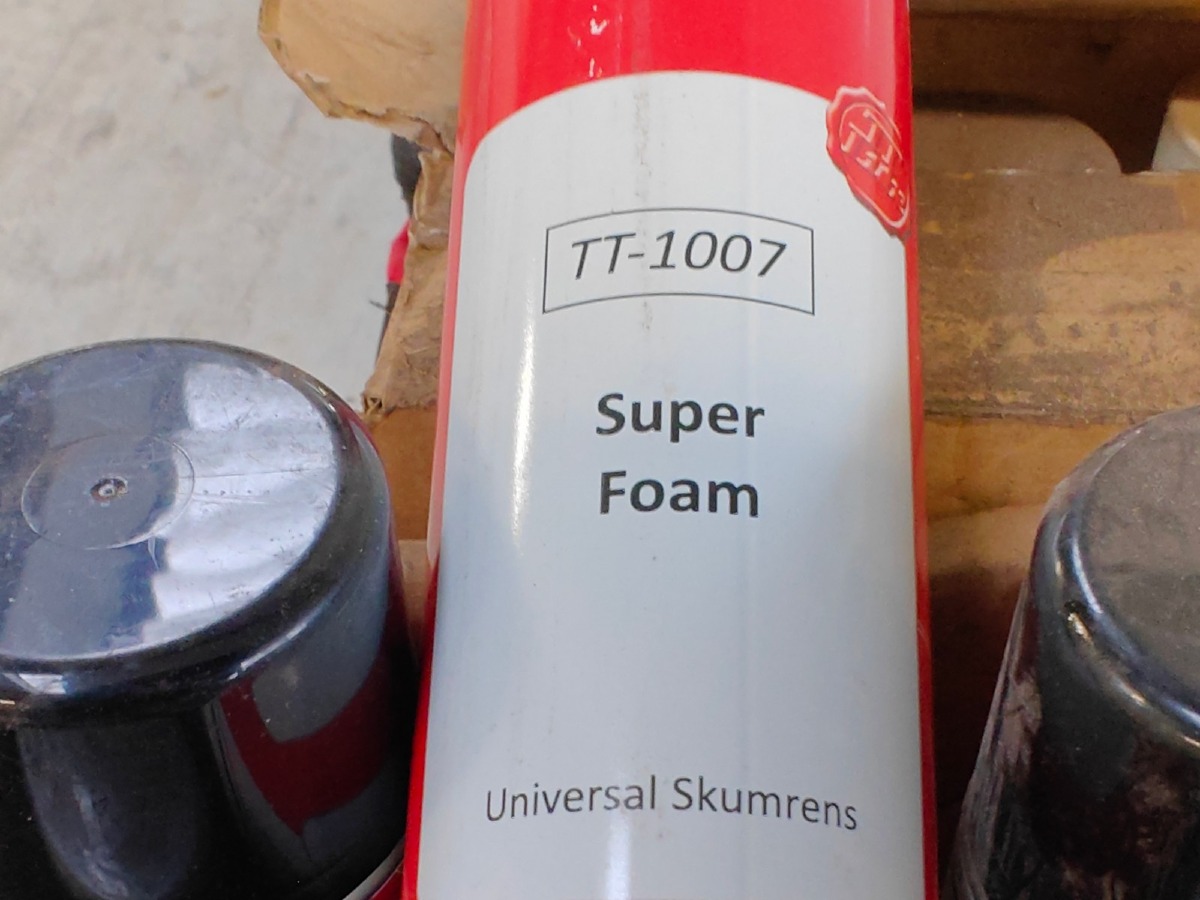 TT-1007
Super
Foam
Universal Skumrens